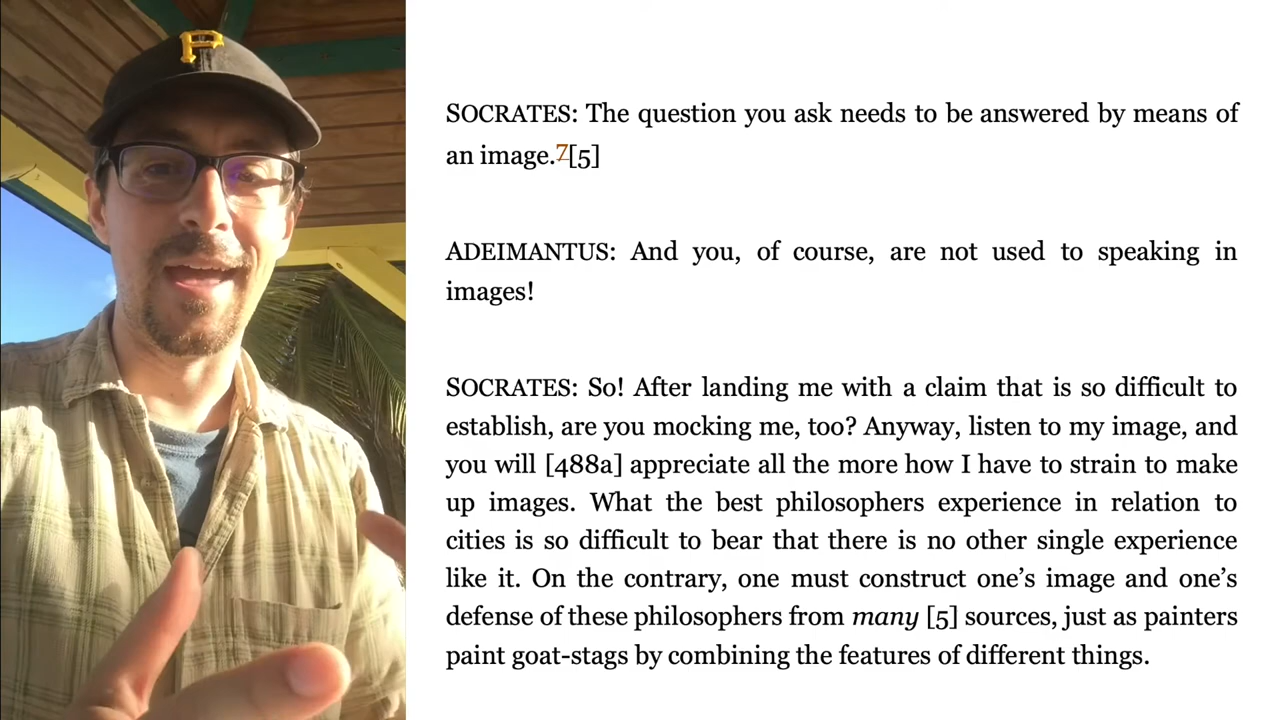 P
SOCRATES: The question you ask needs to be answered by means of
an image.7[5]
ADEIMANTUS: And you, of course, are not used to speaking in
images!
SOCRATES: So! After landing me with a claim that is so difficult to
establish, are you mocking me, too? Anyway, listen to my image, and
you will [488a] appreciate all the more how I have to strain to make
up images. What the best philosophers experience in relation to
cities is so difficult to bear that there is no other single experience
like it. On the contrary, one must construct one’s image and one’s
defense of these philosophers from many [5] sources, just as painters
paint goat-stags by combining the features of different things.